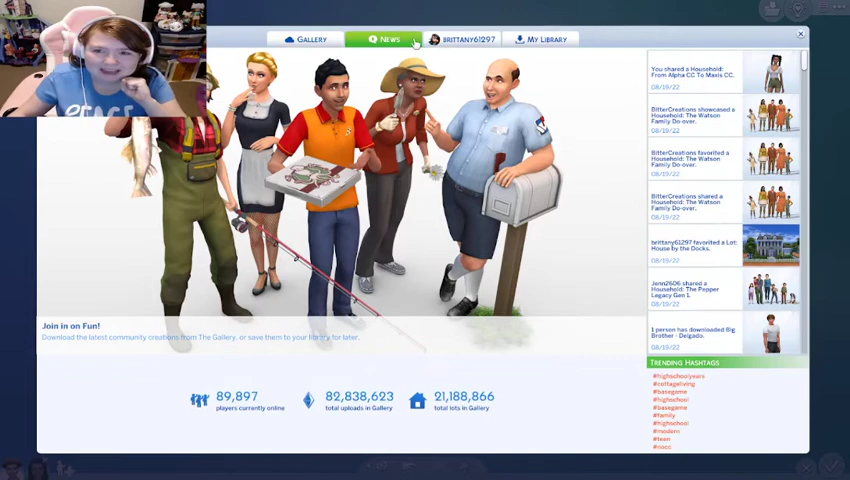 GALLERY
NEWS
BRITTANY61297
MY LIBRARY
You shared a Household:
From Alpha CC To Maxis CC.
08/19/22
BitterCreations showcased a
Household: The Watson
Family Do-over.
08/19/22
BitterCreations favorited a
Household: The Watson
Family Do-over.
08/19/22
BitterCreations shared a
Household: The Watson
Family Do-over.
08/19/22
brittany61297 favorited a Lot:
House by the Docks.
08/19/22
Jenn2606 shared a
Household: The Pepper
Legacy Gen 1.
08/19/22
1 person has downloaded Big
Brother - Delgado.
08/19/22
Join in on Fun!
Download the latest community creations from The Gallery, or save them to your library for later.
89,897
players currently online
82,838,623
total uploads in Gallery
21,188,866
total lots in Gallery
TRENDING HASHTAGS
#highschoolyears
#cottageliving
#basegame
#highschool
#basegame
#family
#highschool
#modern
#teen
#nocc